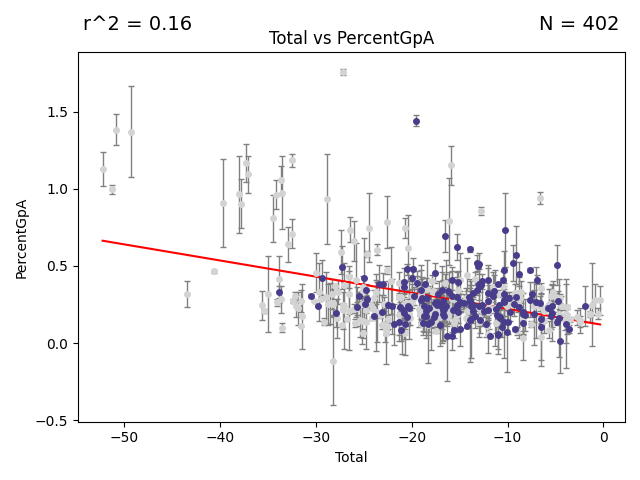 r^2 = 0.16
N = 402
Total vs PercentGpA
PercentGpA
1.5
1.0
0.5
0.0
−0.5
−50
−40
−30
−20
−10
0
Total